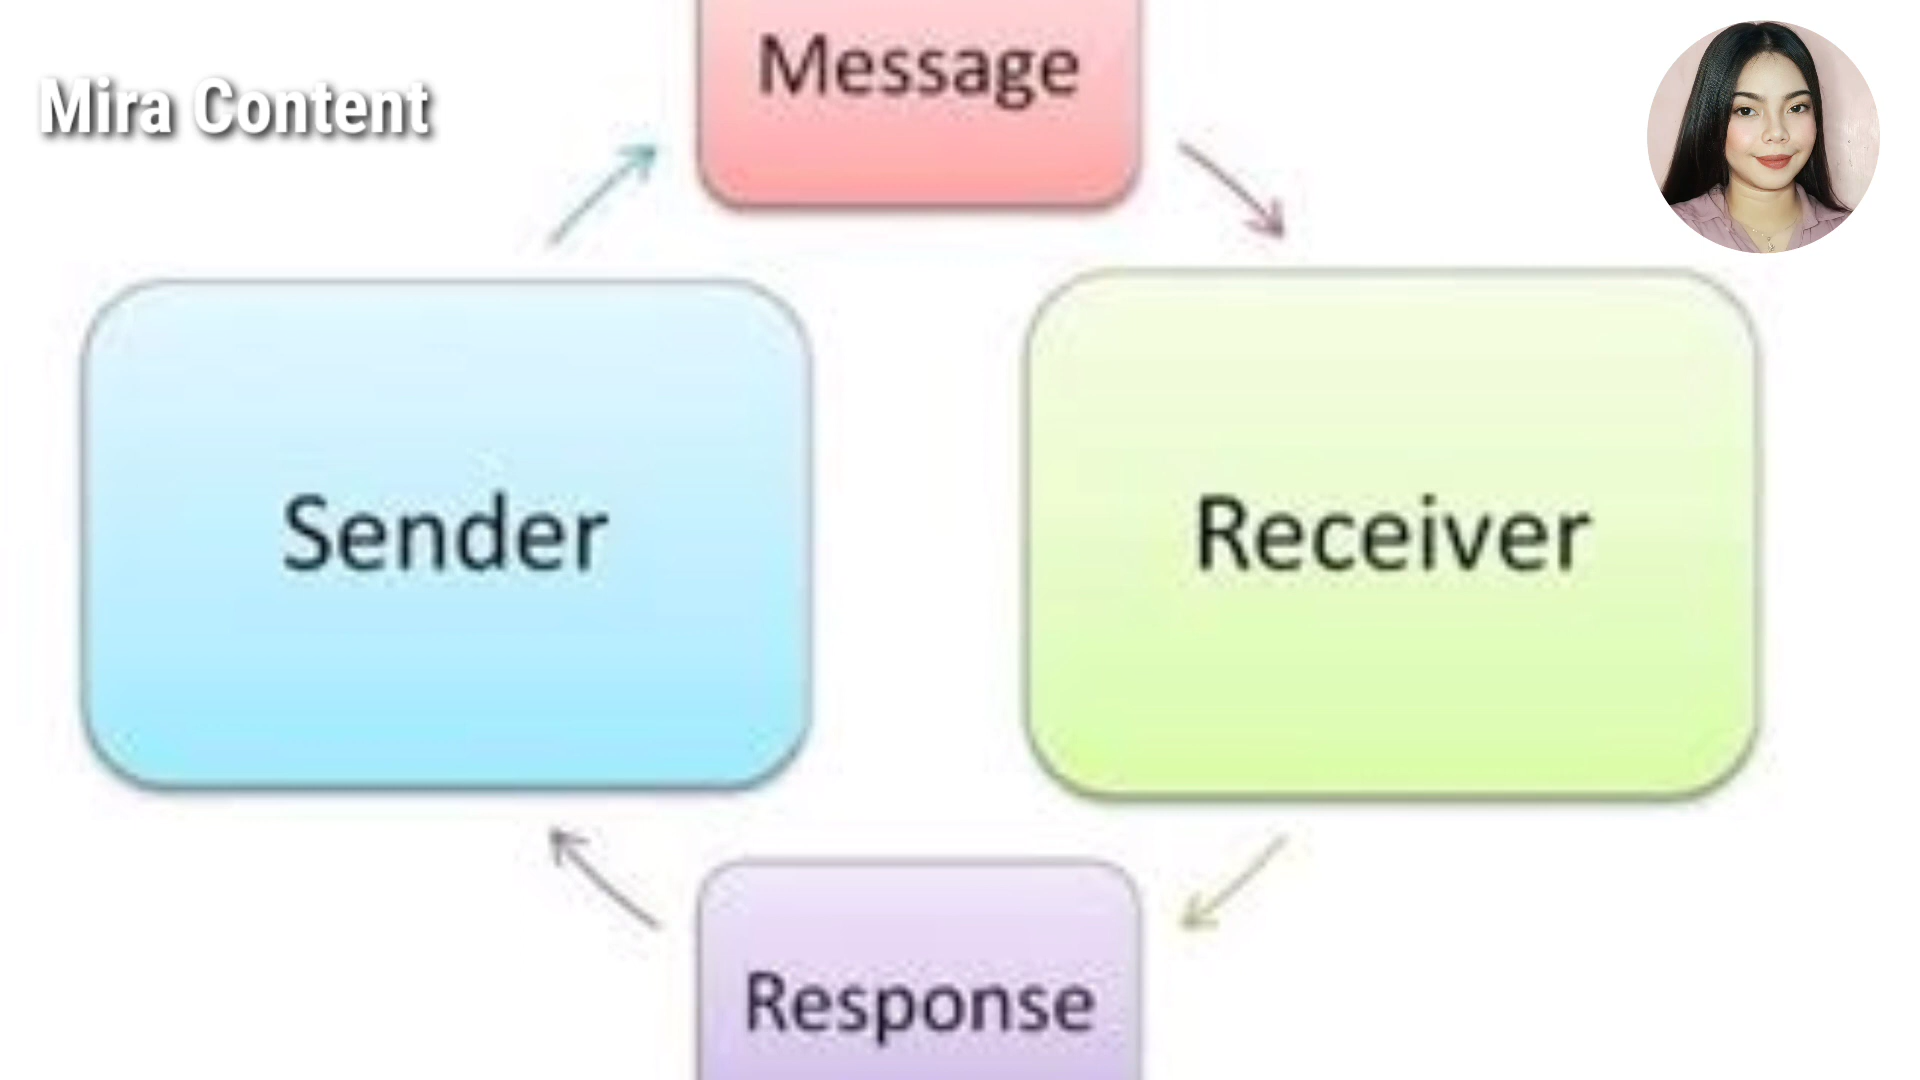 Message
Mira Content
Sender
Receiver
Response